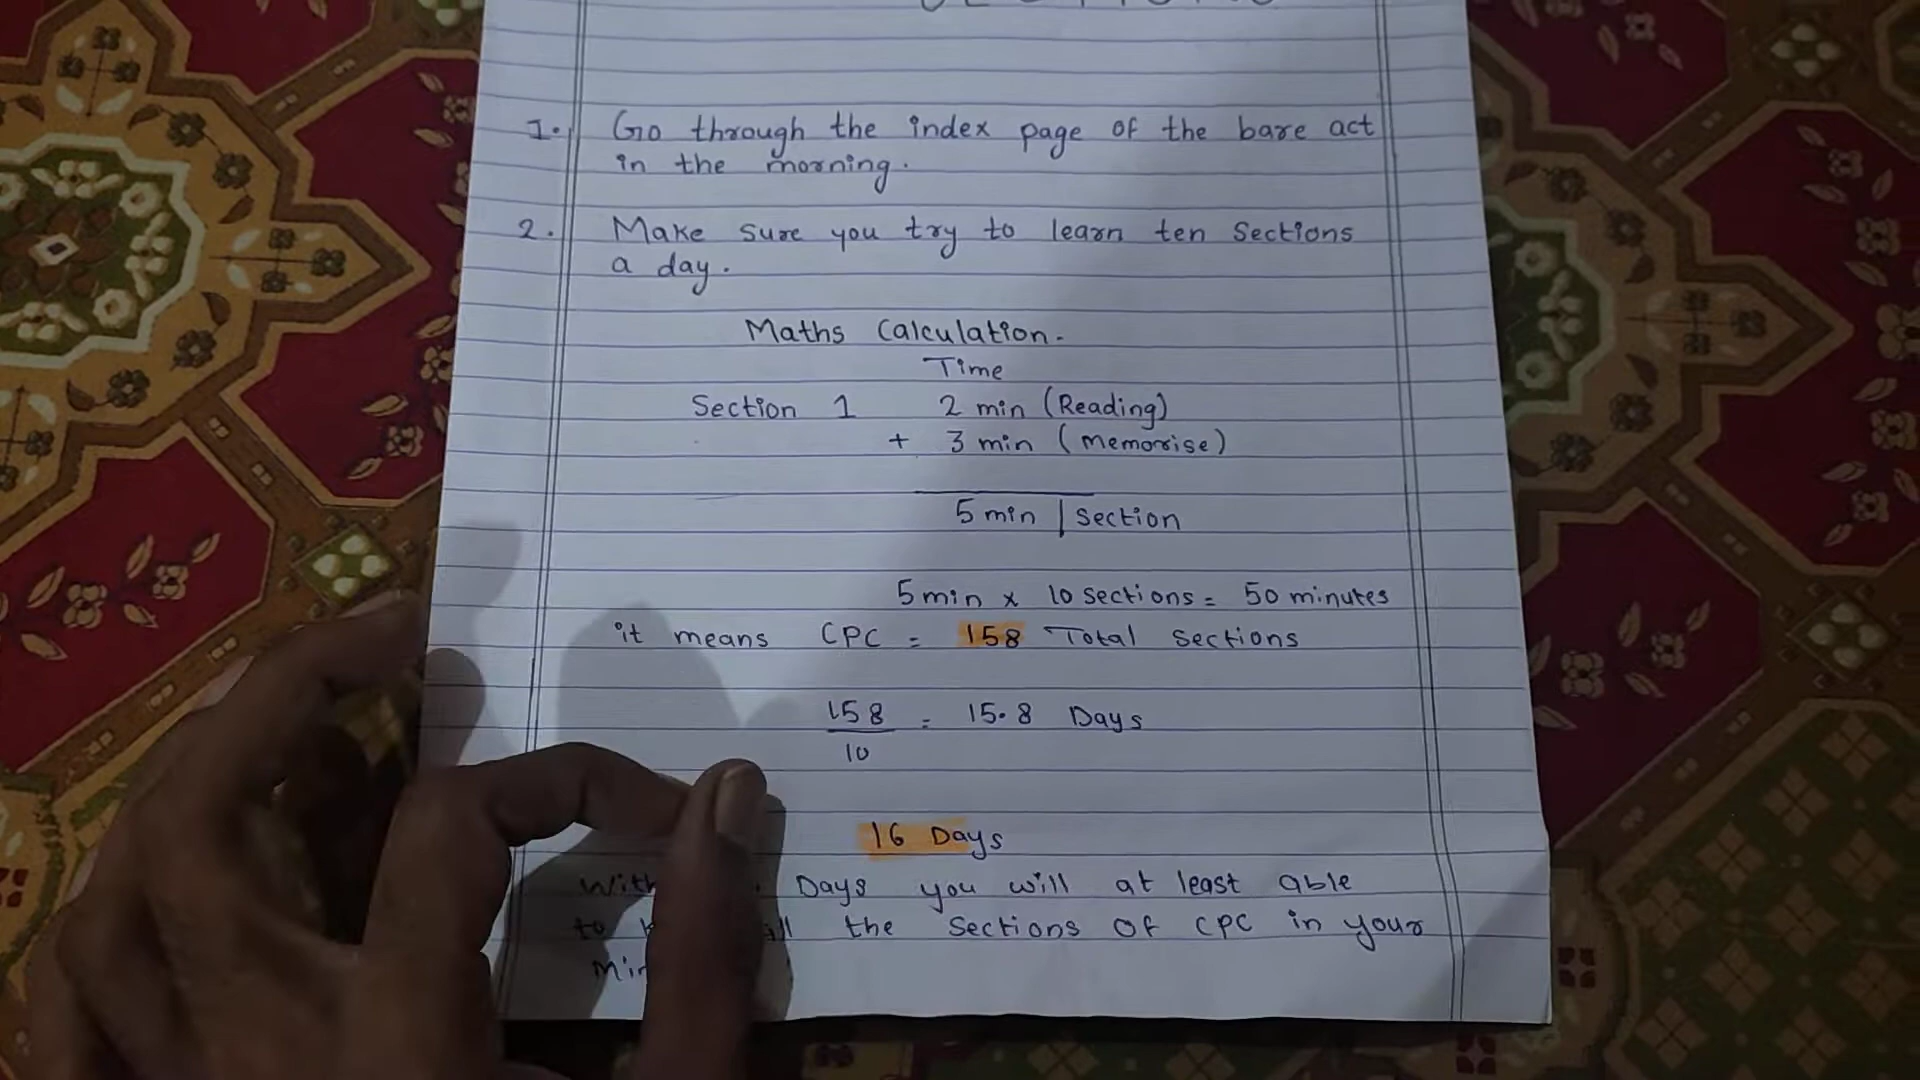 1. Go through the index page of the bare act
in the morning.
2. Make sure you try to learn ten sections
a day.
Maths Calculation.
Time
Section 1 2 min (Reading)
+ 3 min (memorise)
5 min | section
5 min x 10 sections = 50 minutes
it means CPC = 158 Total sections
158
10 = 15.8 Days
16 Days
Days you will at least able
to the sections of CPC in your